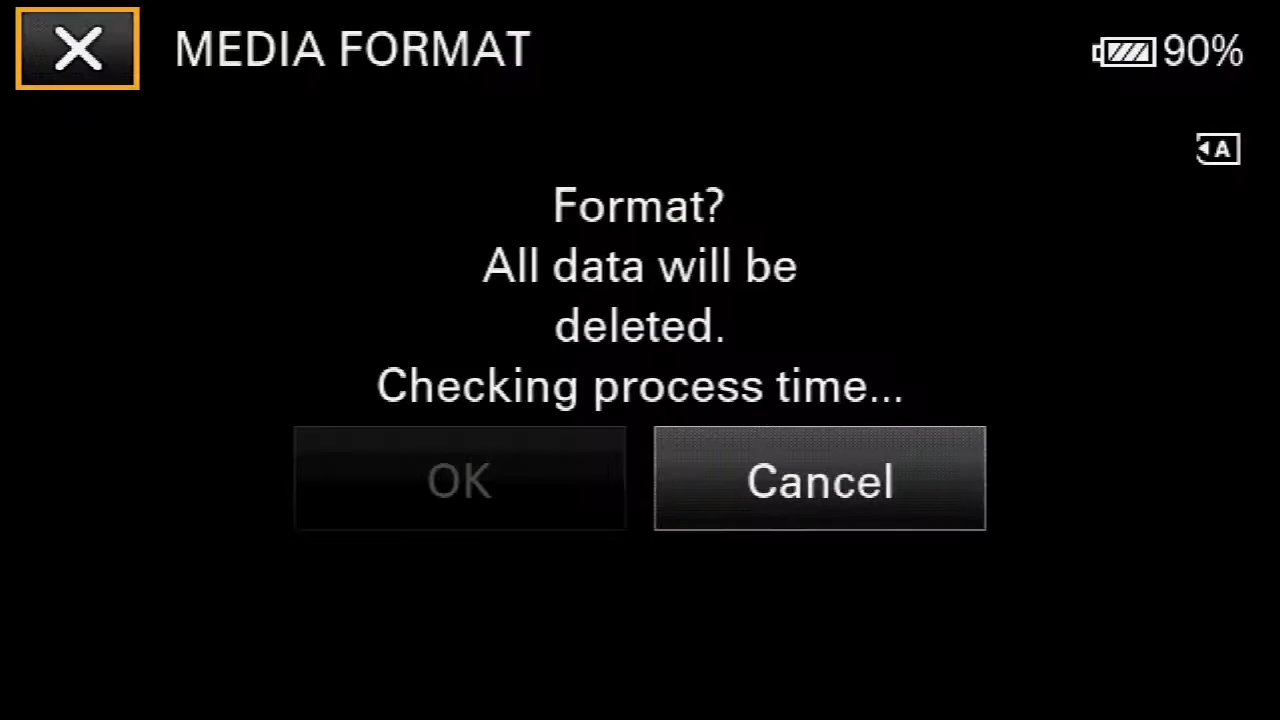 MEDIA FORMAT
90%
A
Format?
All data will be
deleted.
Checking process time...
OK
Cancel